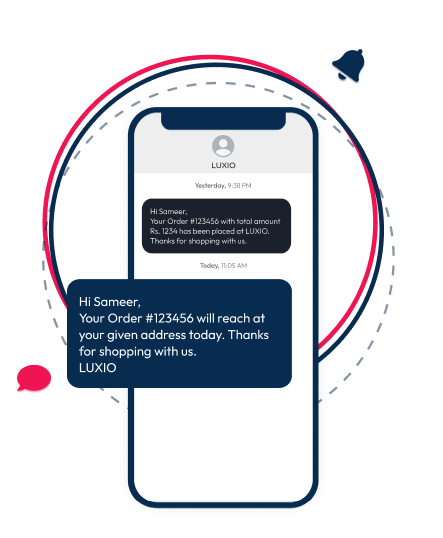 LUXIO
Yesterday, 9:38 PM
Hi Sameer,
Your Order #123456 with total amount
Rs. 1234 has been placed at LUXIO.
Thanks for shopping with us.
Today, 11:05 AM
Hi Sameer,
Your Order #123456 will reach at
your given address today. Thanks
for shopping with us.
LUXIO